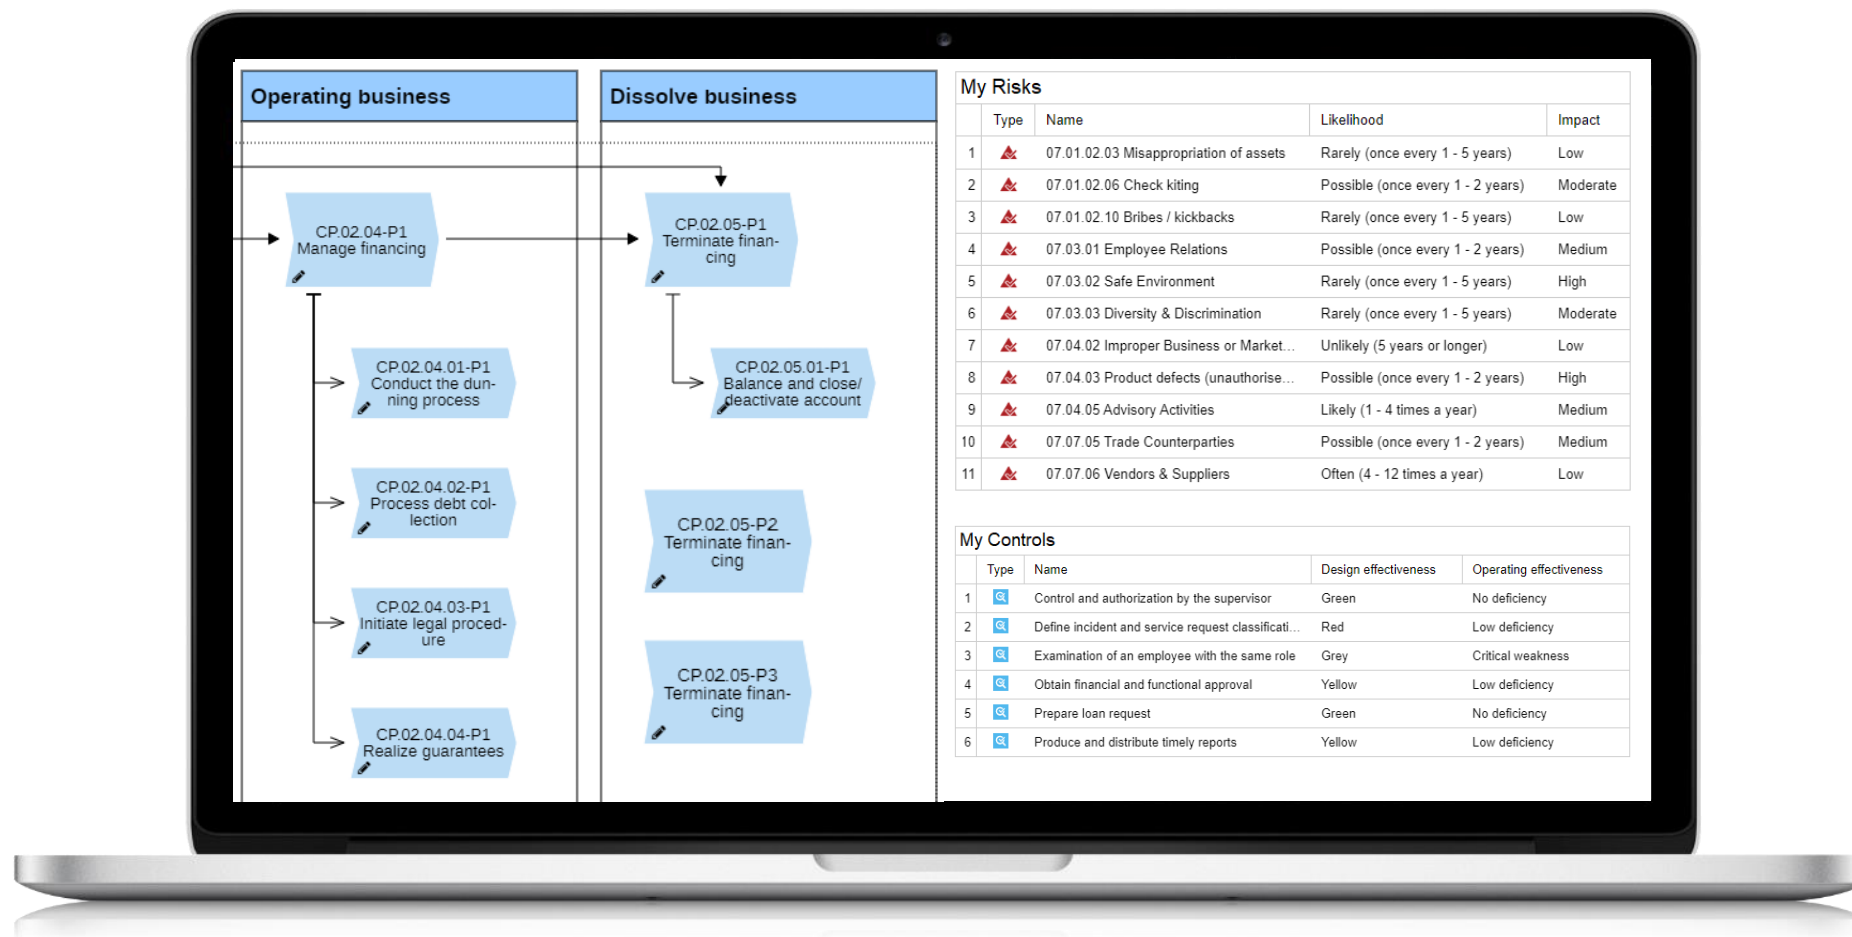 Operating business
CP.02.04-P1
Manage financing
CP.02.04.01-P1
Conduct the dun-
ning process
CP.02.04.02-P1
Process debt col-
lection
CP.02.04.03-P1
Initiate legal proced-
ure
CP.02.04.04-P1
Realize guarantees
Dissolve business
CP.02.05-P1
Terminate finan-
cing
CP.02.05.01-P1
Balance and close/
deactivate account
CP.02.05-P2
Terminate finan-
cing
CP.02.05-P3
Terminate finan-
cing
My Risks
Type Name Likelihood Impact
1 07.01.02.03 Misappropriation of assets Rarely (once every 1 - 5 years) Low
2 07.01.02.06 Check kiting Possible (once every 1 - 2 years) Moderate
3 07.01.02.10 Bribes / kickbacks Rarely (once every 1 - 5 years) Low
4 07.03.01 Employee Relations Possible (once every 1 - 2 years) Medium
5 07.03.02 Safe Environment Rarely (once every 1 - 5 years) High
6 07.03.03 Diversity & Discrimination Rarely (once every 1 - 5 years) Moderate
7 07.04.02 Improper Business or Market... Unlikely (5 years or longer) Low
8 07.04.03 Product defects (unauthorise... Possible (once every 1 - 2 years) High
9 07.04.05 Advisory Activities Likely (1 - 4 times a year) Medium
10 07.07.05 Trade Counterparties Possible (once every 1 - 2 years) Medium
11 07.07.06 Vendors & Suppliers Often (4 - 12 times a year) Low
My Controls
Type Name Design effectiveness Operating effectiveness
1 Control and authorization by the supervisor Green No deficiency
2 Define incident and service request classificati... Red Low deficiency
3 Examination of an employee with the same role Grey Critical weakness
4 Obtain financial and functional approval Yellow Low deficiency
5 Prepare loan request Green No deficiency
6 Produce and distribute timely reports Yellow Low deficiency